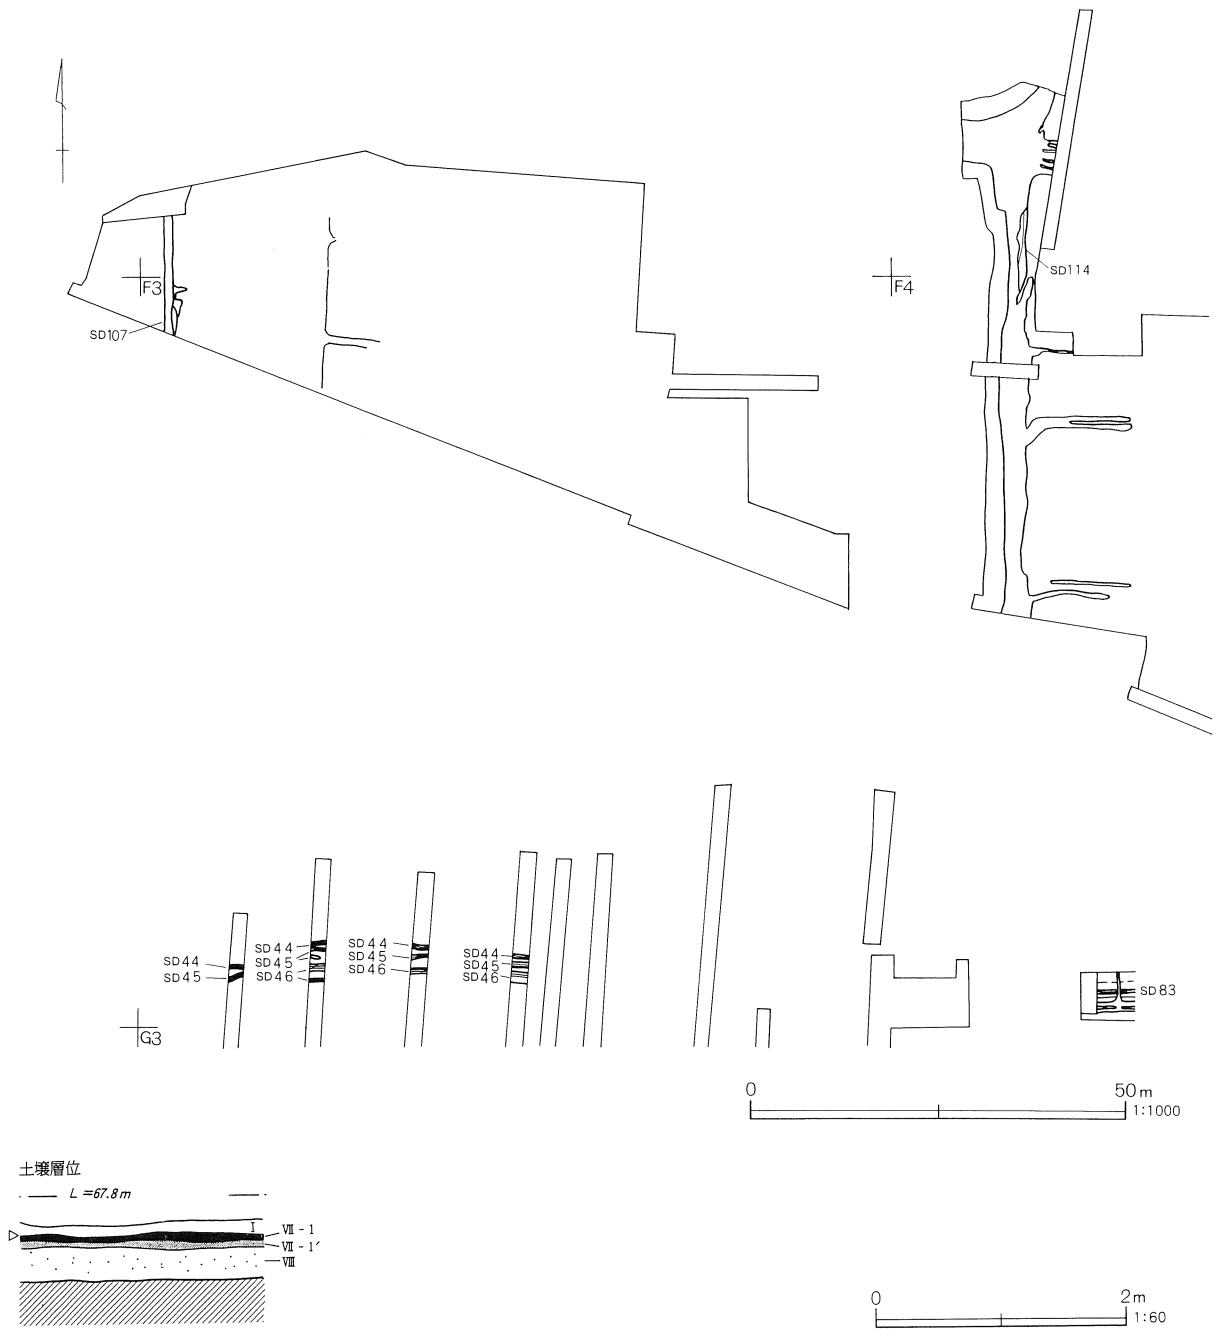 F3
SD107
F4
SD114
SD44
SD45
SD44
SD45
SD46
SD44
SD45
SD46
SD44
SD45
SD46
SD83
G3
0 50m
1:1000
土壌層位
L=67.8m
I
Ⅶ-1
Ⅶ-1′
Ⅷ
0 2m
1:60